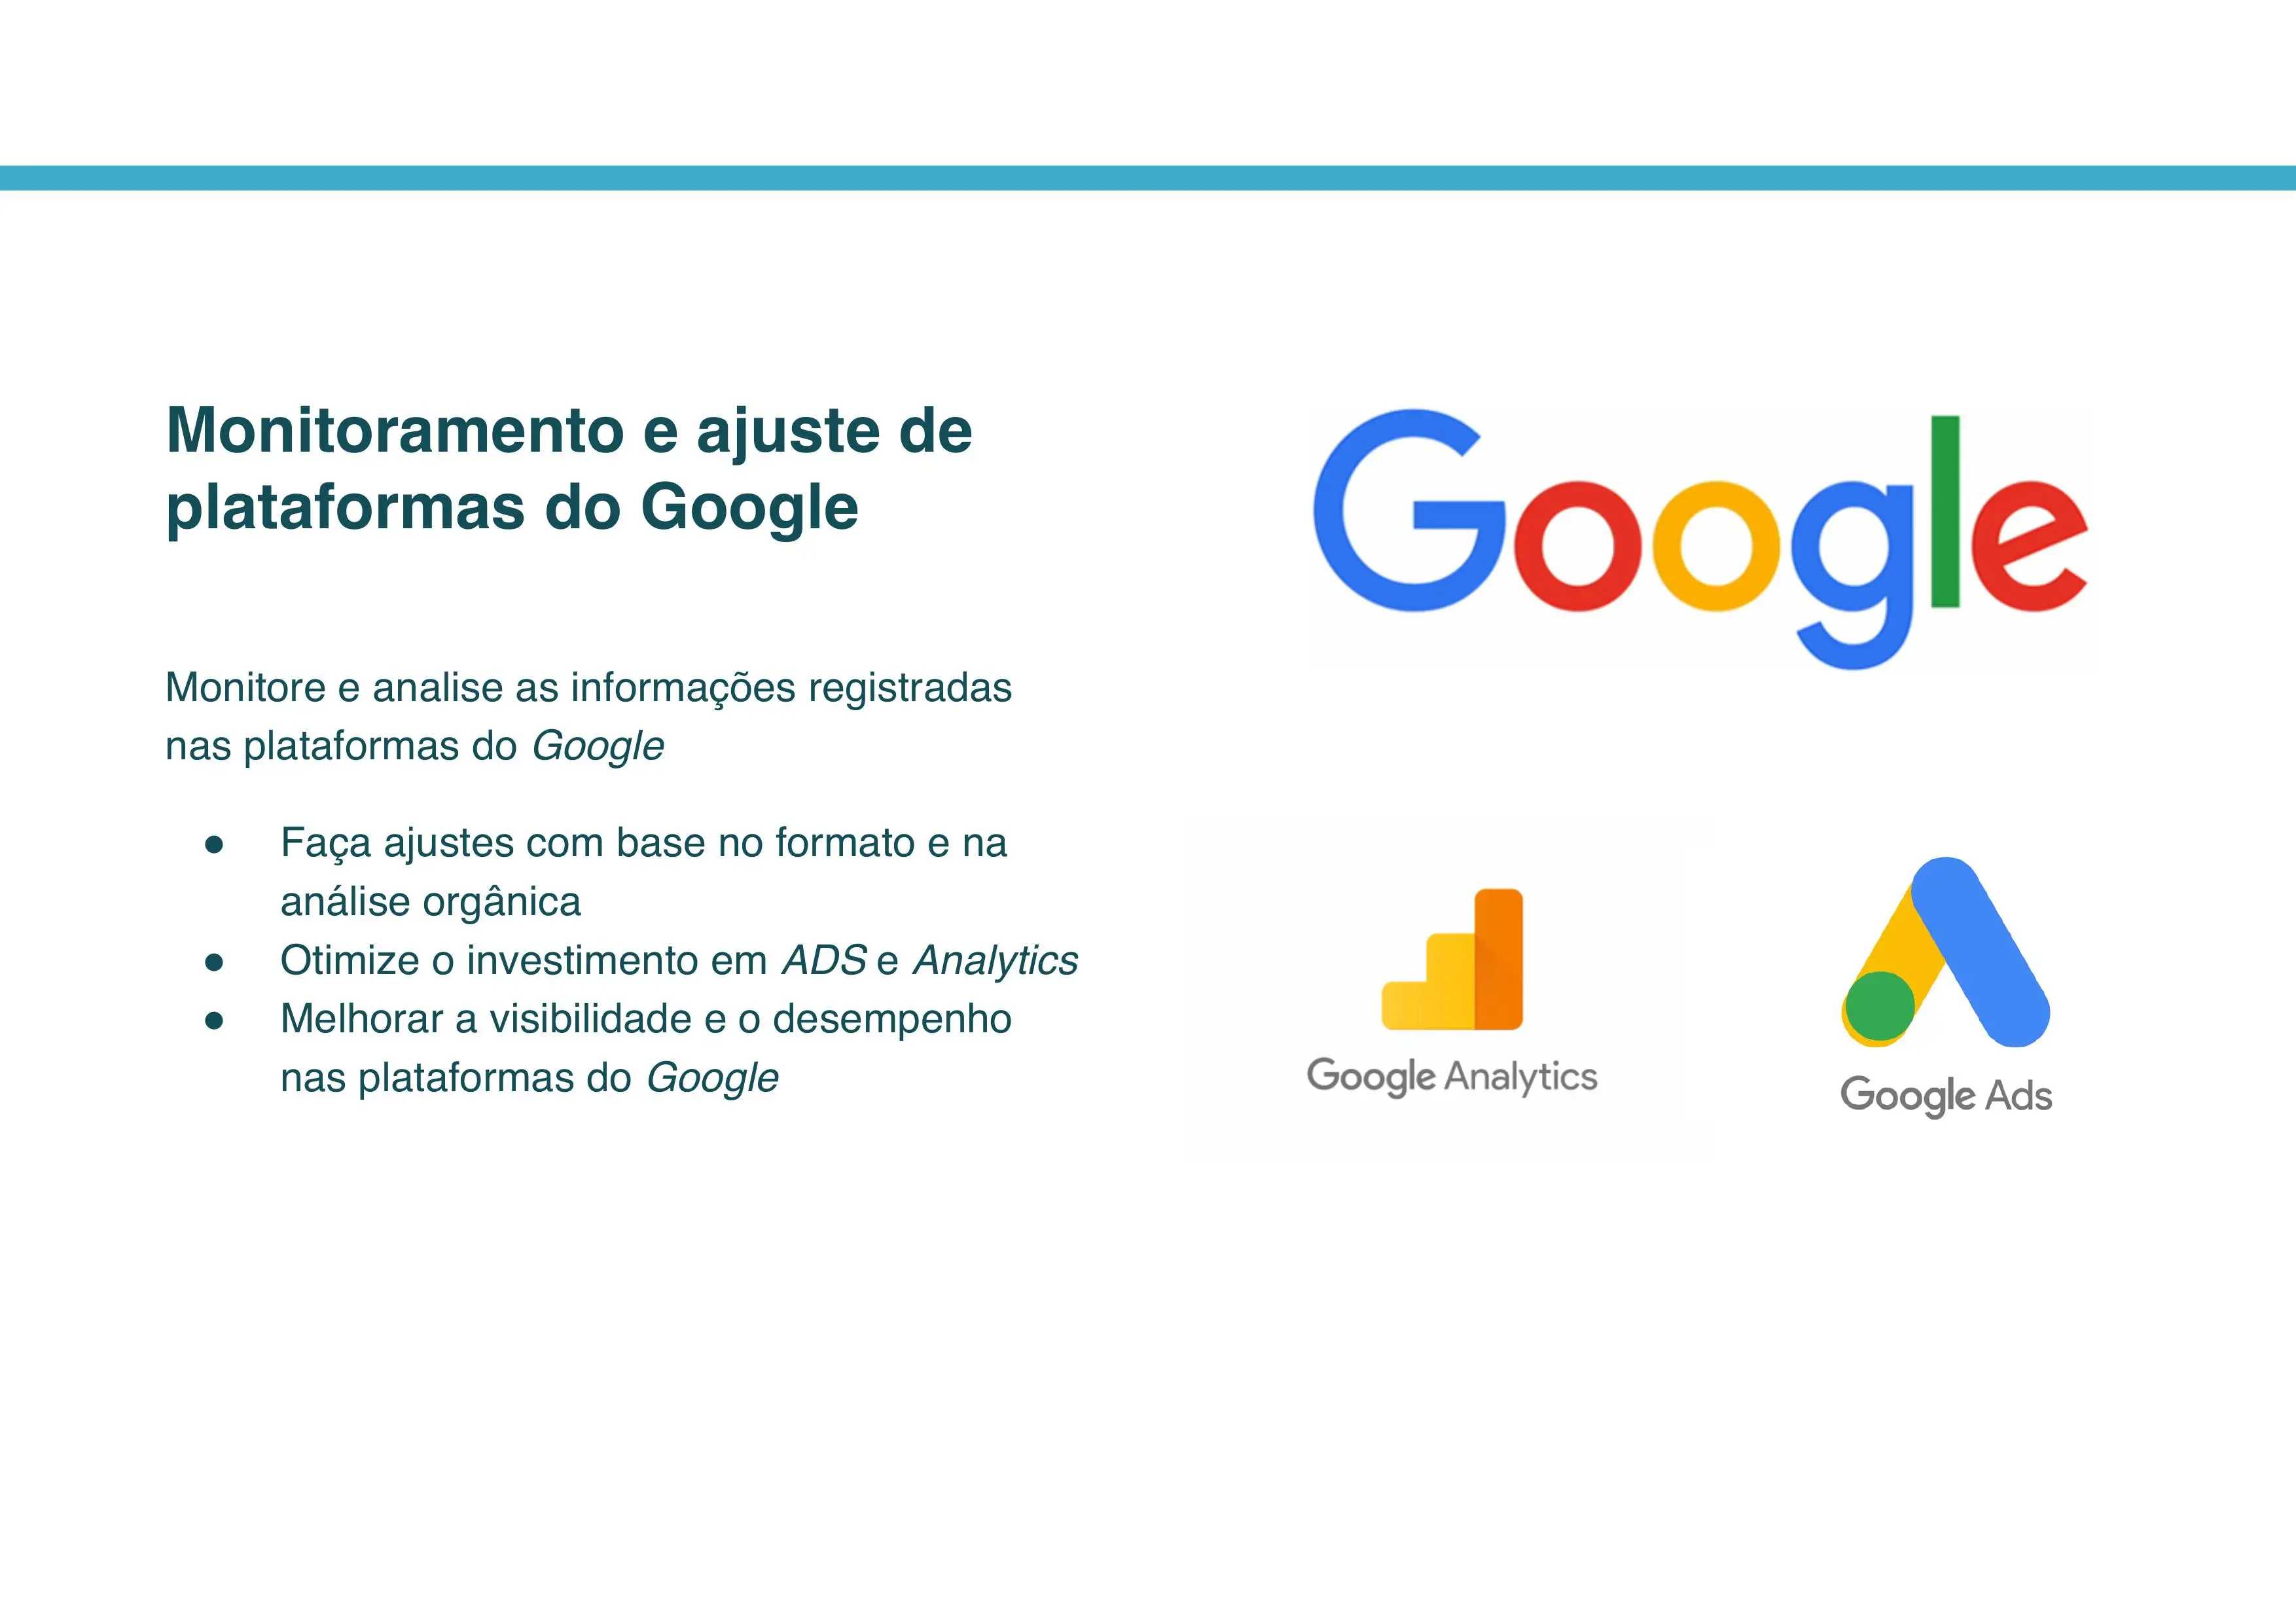 Monitoramento e ajuste de
plataformas do Google
Monitore e analise as informações registradas
nas plataformas do Google
● Faça ajustes com base no formato e na
análise orgânica
● Otimize o investimento em ADS e Analytics
● Melhorar a visibilidade e o desempenho
nas plataformas do Google
Google
Google Analytics
Google Ads